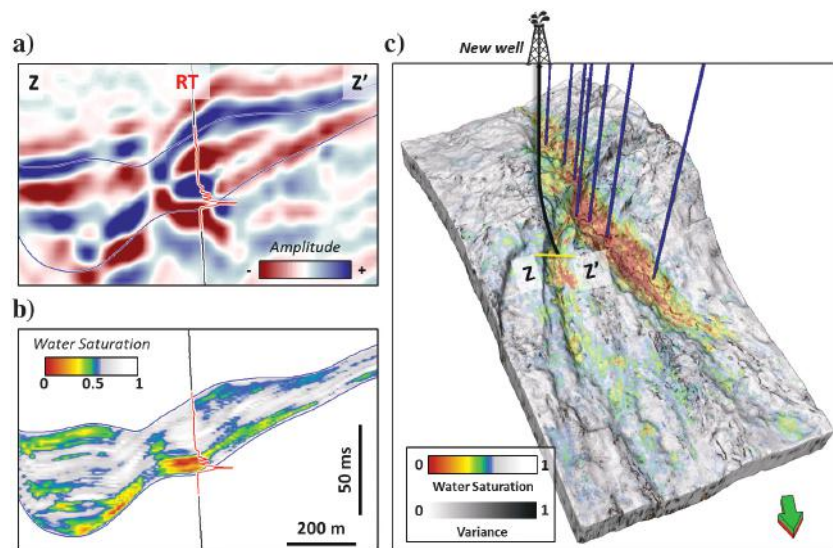 a)
Z
RT
Z'
Amplitude
-
+
b)
Water Saturation
0
0.5
1
50 ms
200 m
c)
New well
Z
Z'
0
1
Water Saturation
0
1
Variance